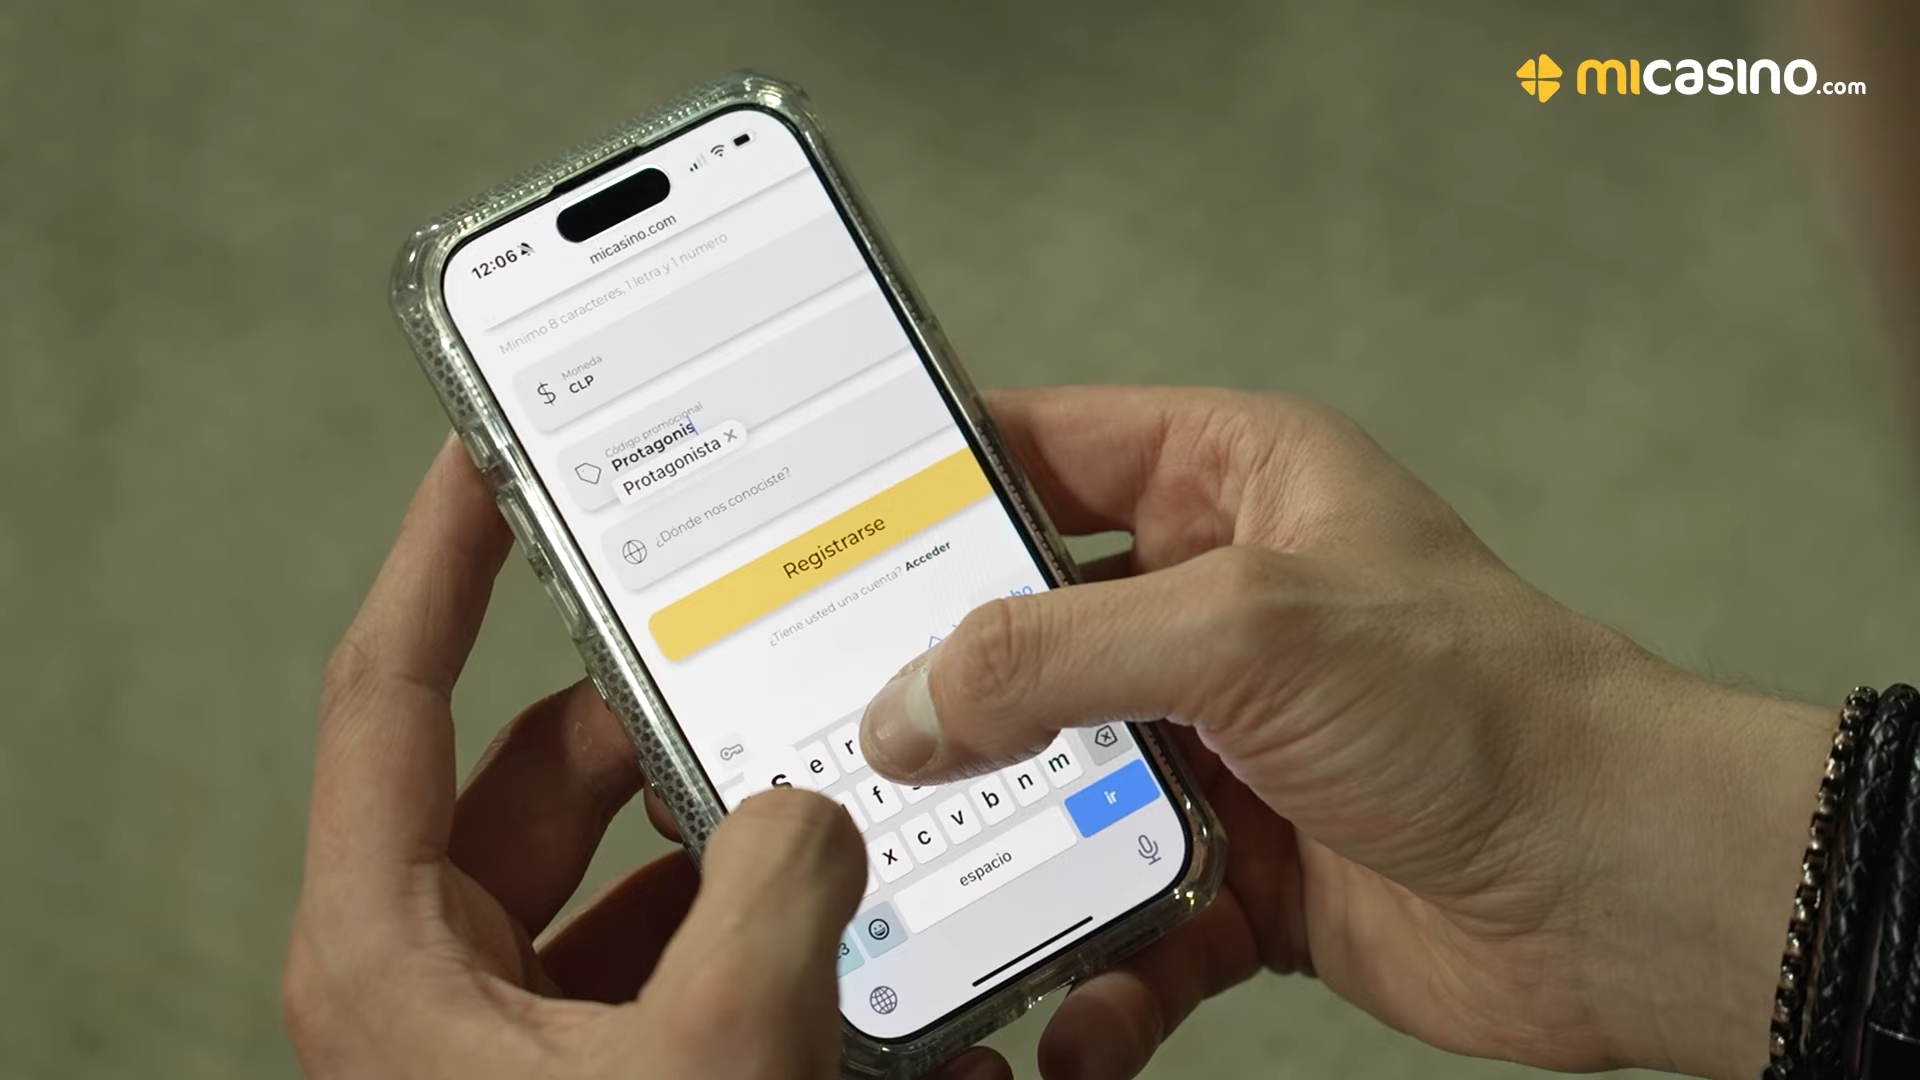 micasino.com
12:06
micasino.com
Mínimo 8 caracteres, 1 letra y 1 número
$ Moneda
CLP
Código promocional
Protagonis
Protagonista ×
¿Dónde nos conociste?
Registrarse
¿Tiene usted una cuenta? Acceder
s e r
f
x c v b n m
espacio ir